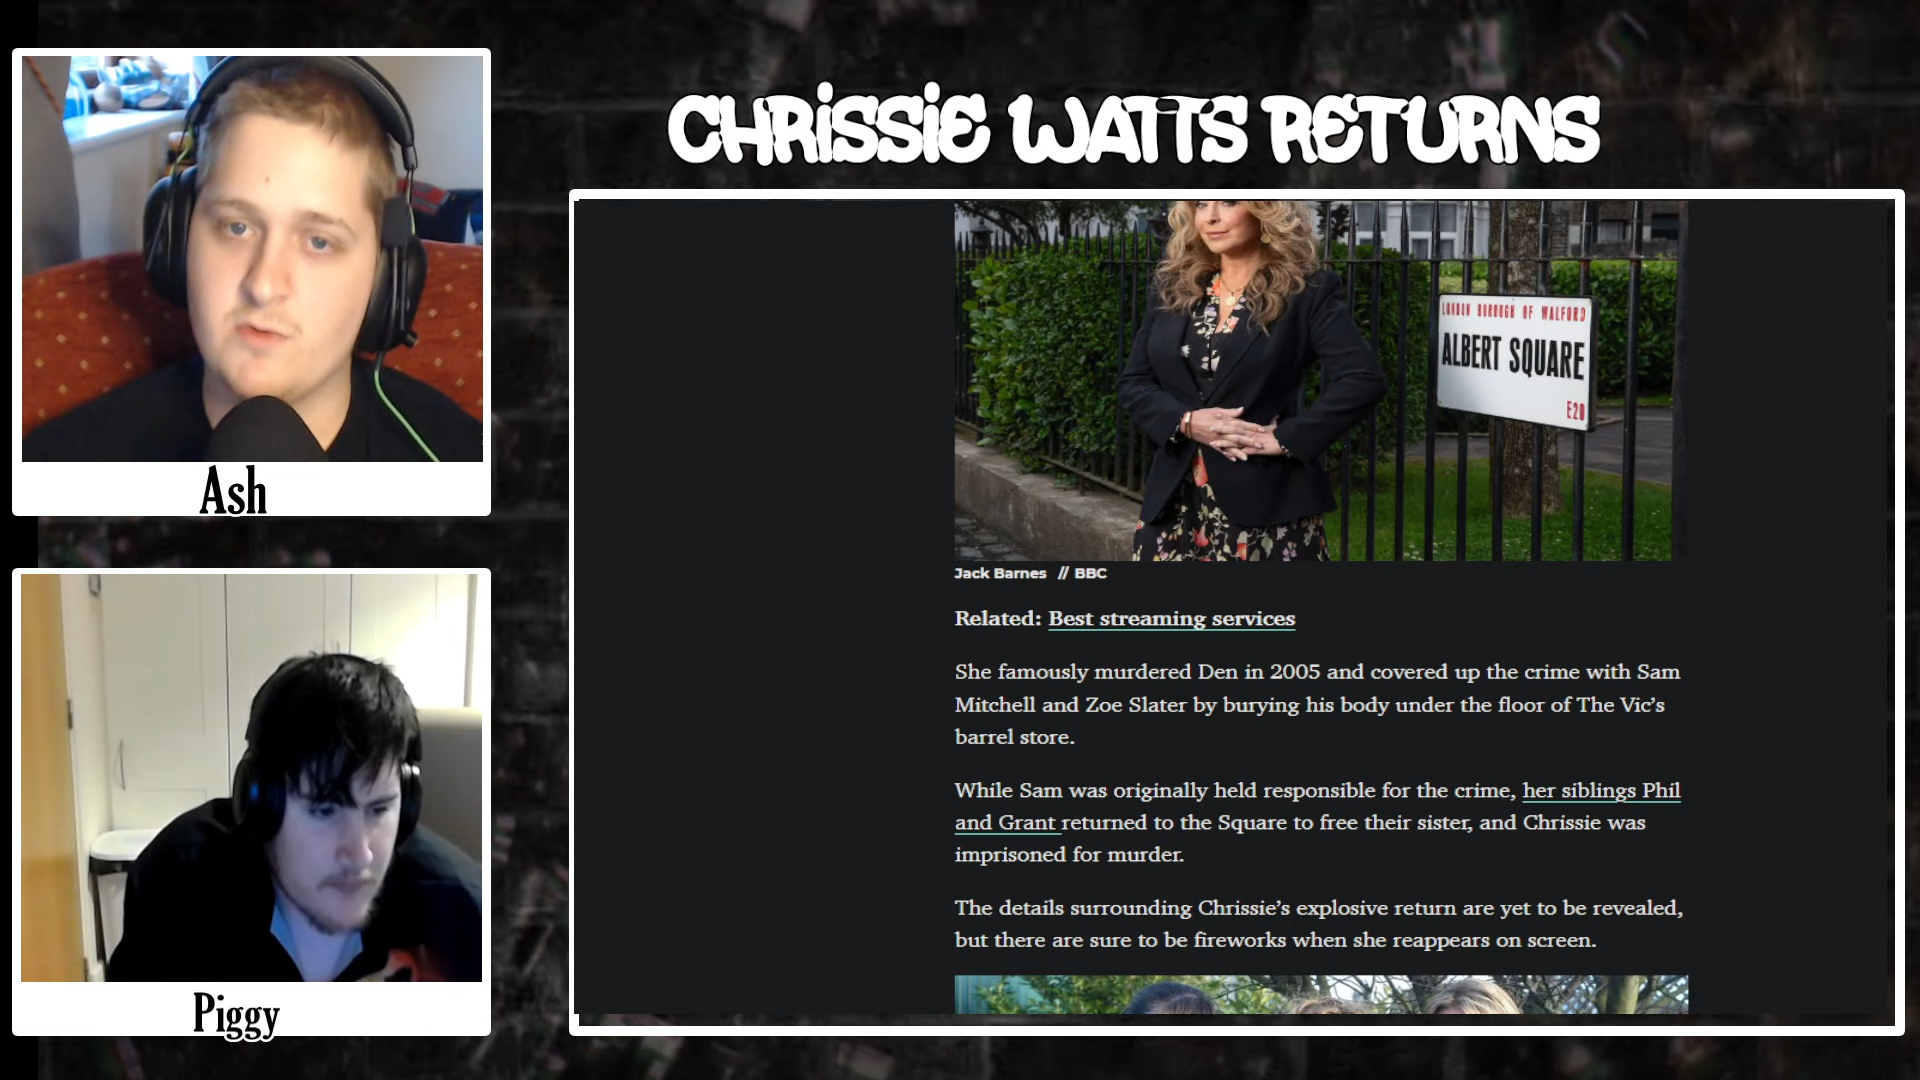 CHRISSIE WATTS RETURNS
Ash
Piggy
LONDON BOROUGH OF WALFORD
ALBERT SQUARE
E20
Jack Barnes // BBC
Related: Best streaming services
She famously murdered Den in 2005 and covered up the crime with Sam
Mitchell and Zoe Slater by burying his body under the floor of The Vic’s
barrel store.
While Sam was originally held responsible for the crime, her siblings Phil
and Grant returned to the Square to free their sister, and Chrissie was
imprisoned for murder.
The details surrounding Chrissie’s explosive return are yet to be revealed,
but there are sure to be fireworks when she reappears on screen.